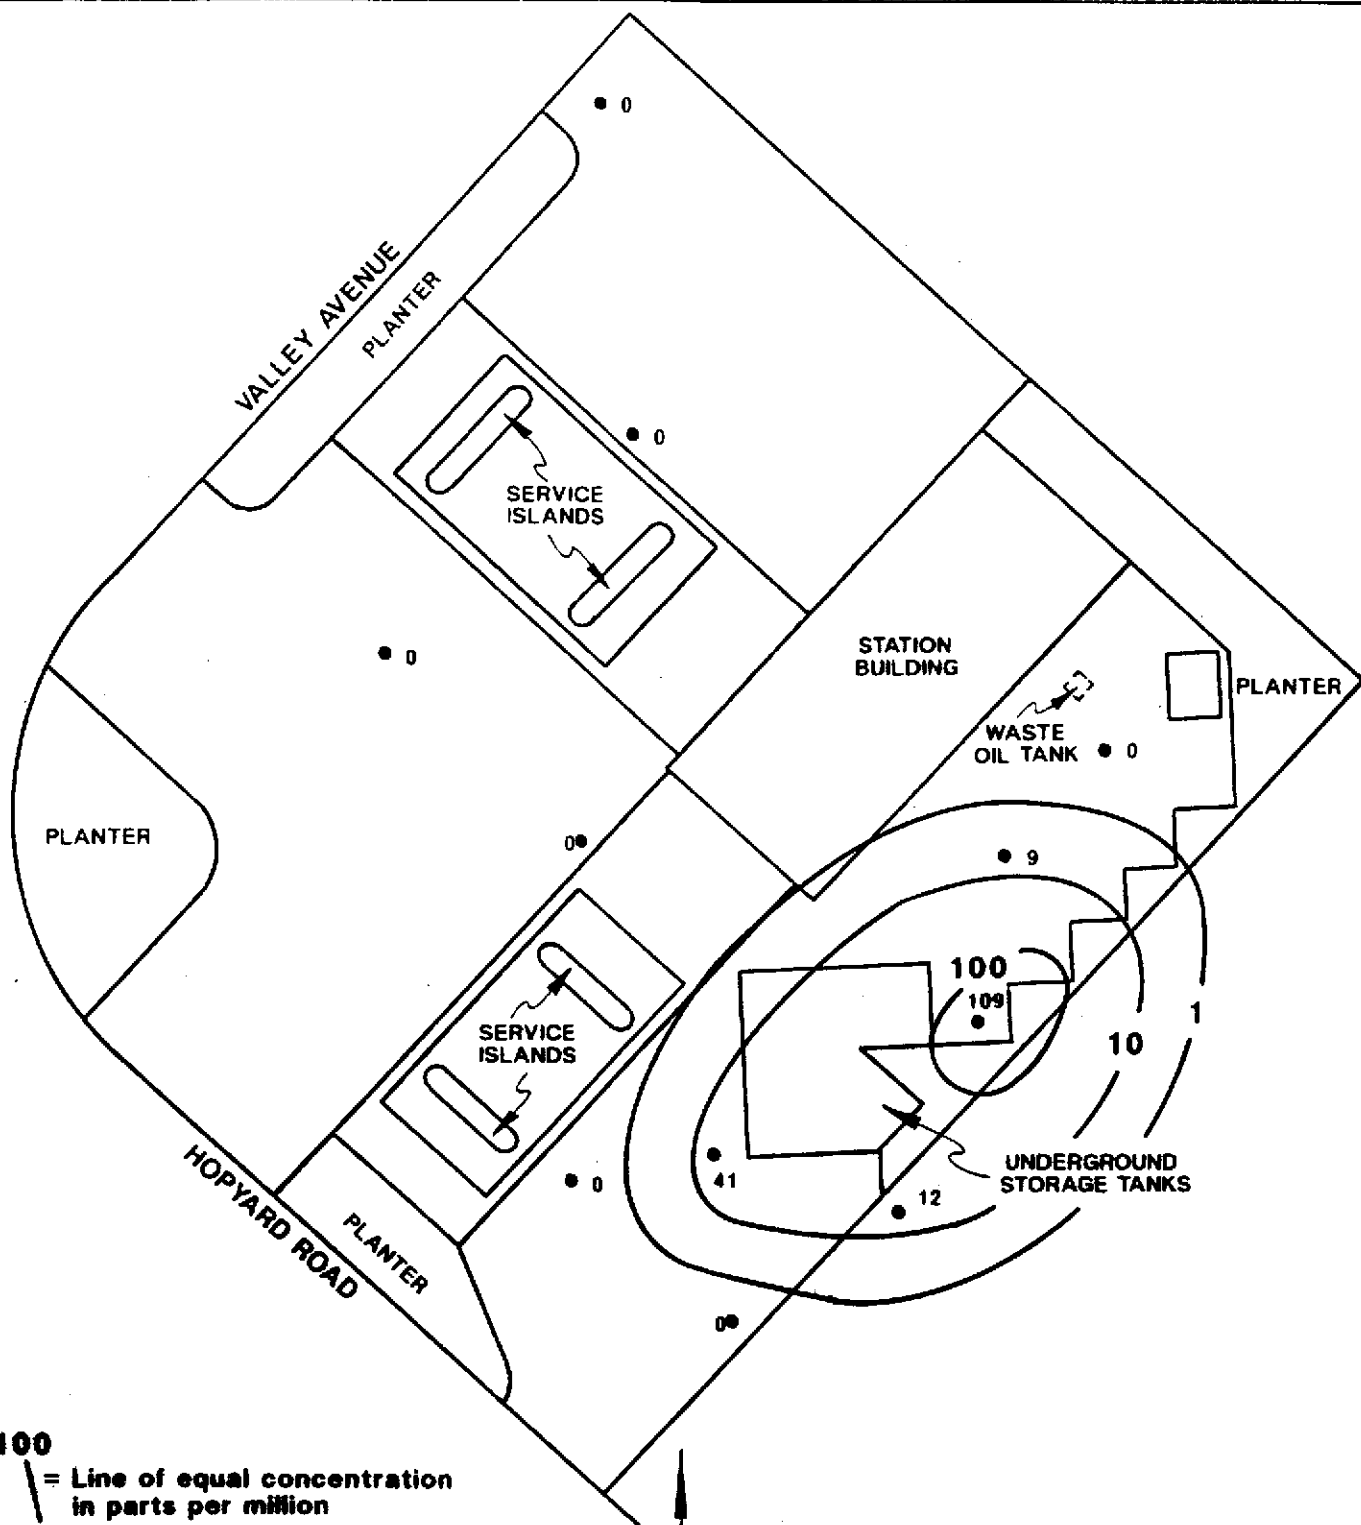 0
VALLEY AVENUE
PLANTER
0
SERVICE
ISLANDS
0
STATION
BUILDING
PLANTER
WASTE
OIL TANK
0
PLANTER
0
9
100
109
1
10
SERVICE
ISLANDS
UNDERGROUND
STORAGE TANKS
41
0
12
HOPYARD ROAD
PLANTER
0
100
= Line of equal concentration
in parts per million